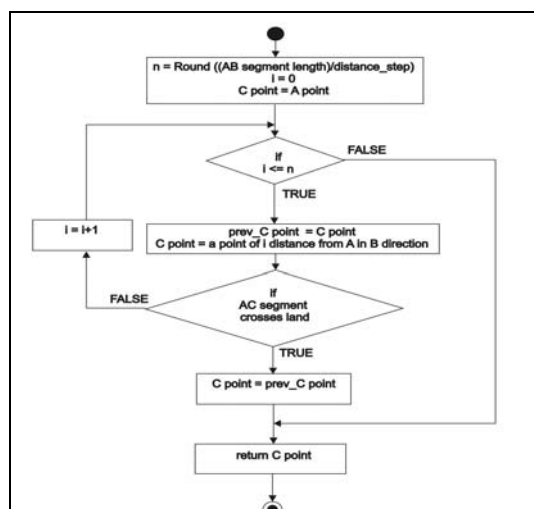 n = Round ((AB segment length)/distance_step)
i = 0
C point = A point
if
i <= n
FALSE
TRUE
prev_C point = C point
C point = a point of i distance from A in B direction
i = i+1
if
AC segment
crosses land
FALSE
TRUE
C point = prev_C point
return C point